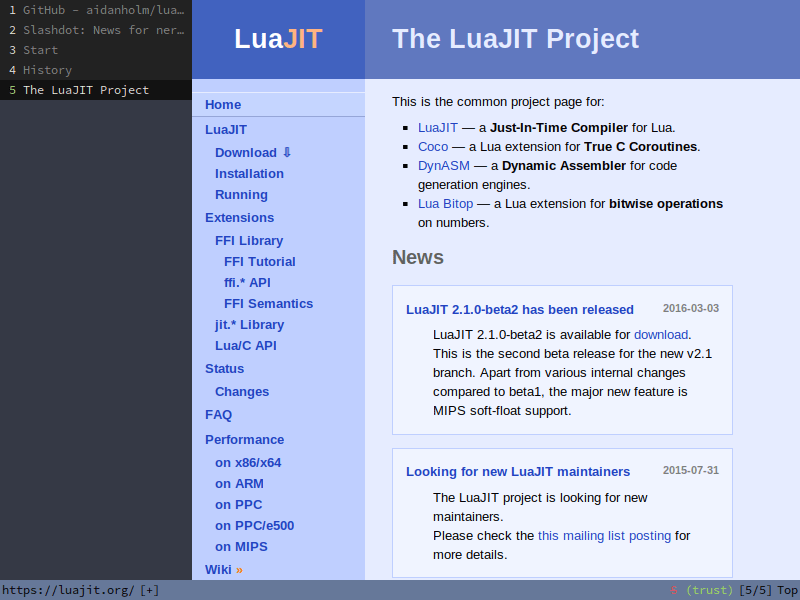 1 GitHub - aidanholm/lua…
2 Slashdot: News for ner…
3 Start
4 History
5 The LuaJIT Project
LuaJIT
The LuaJIT Project
Home
LuaJIT
Download ⇩
Installation
Running
Extensions
FFI Library
FFI Tutorial
ffi.* API
FFI Semantics
jit.* Library
Lua/C API
Status
Changes
FAQ
Performance
on x86/x64
on ARM
on PPC
on PPC/e500
on MIPS
Wiki »
This is the common project page for:
LuaJIT — a Just-In-Time Compiler for Lua.
Coco — a Lua extension for True C Coroutines.
DynASM — a Dynamic Assembler for code
generation engines.
Lua Bitop — a Lua extension for bitwise operations
on numbers.
News
LuaJIT 2.1.0-beta2 has been released 2016-03-03
LuaJIT 2.1.0-beta2 is available for download.
This is the second beta release for the new v2.1
branch. Apart from various internal changes
compared to beta1, the major new feature is
MIPS soft-float support.
Looking for new LuaJIT maintainers 2015-07-31
The LuaJIT project is looking for new
maintainers.
Please check the this mailing list posting for
more details.
https://luajit.org/ [+] (trust) [5/5] Top